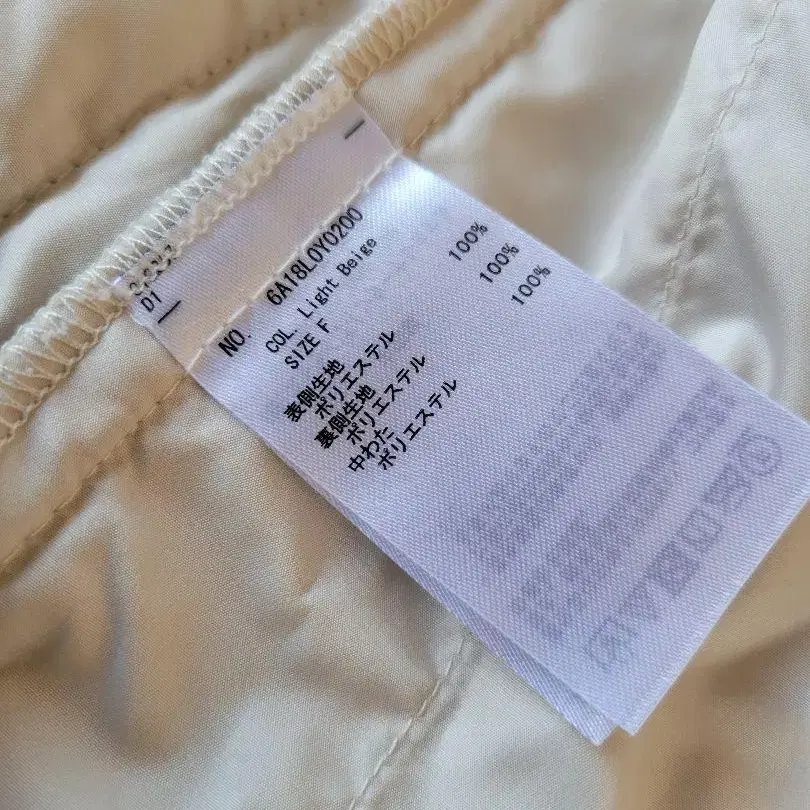 D1
NO. 6A18L0Y0200
COL. Light Beige
SIZE F
表側生地
ポリエステル 100%
裏側生地
ポリエステル 100%
中わた
ポリエステル 100%